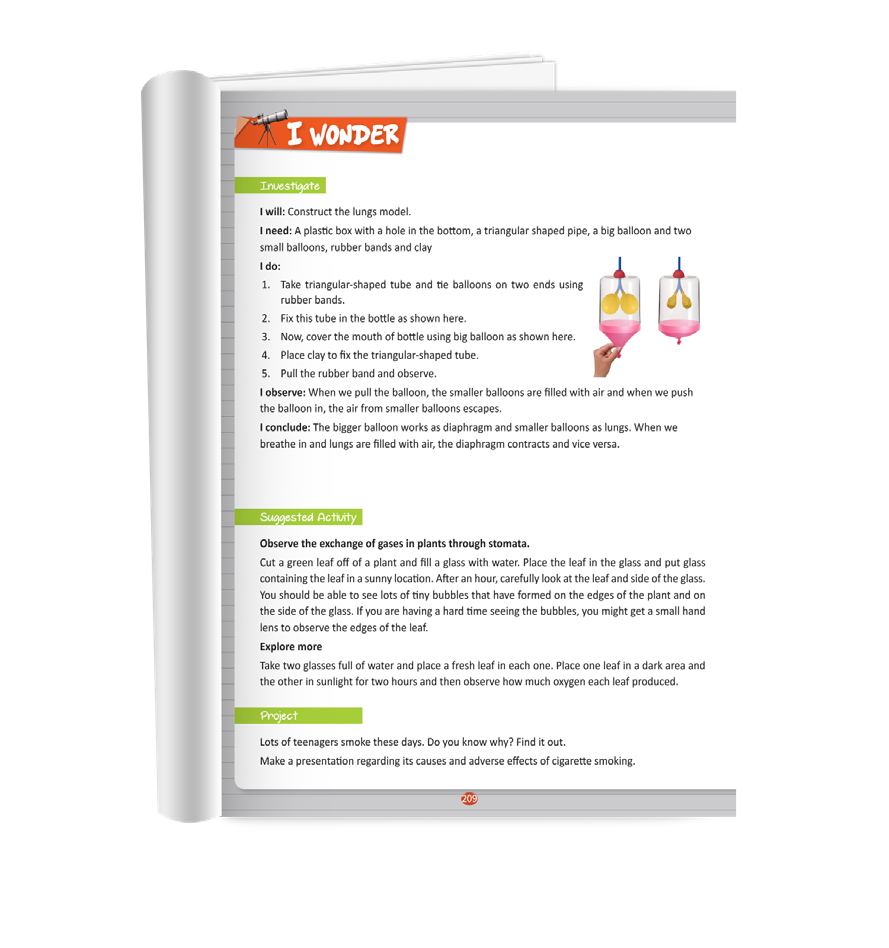 I WONDER
Investigate
I will: Construct the lungs model.
I need: A plastic box with a hole in the bottom, a triangular shaped pipe, a big balloon and two
small balloons, rubber bands and clay
I do:
1. Take triangular-shaped tube and tie balloons on two ends using
rubber bands.
2. Fix this tube in the bottle as shown here.
3. Now, cover the mouth of bottle using big balloon as shown here.
4. Place clay to fix the triangular-shaped tube.
5. Pull the rubber band and observe.
I observe: When we pull the balloon, the smaller balloons are filled with air and when we push
the balloon in, the air from smaller balloons escapes.
I conclude: The bigger balloon works as diaphragm and smaller balloons as lungs. When we
breathe in and lungs are filled with air, the diaphragm contracts and vice versa.
Suggested Activity
Observe the exchange of gases in plants through stomata.
Cut a green leaf off of a plant and fill a glass with water. Place the leaf in the glass and put glass
containing the leaf in a sunny location. After an hour, carefully look at the leaf and side of the glass.
You should be able to see lots of tiny bubbles that have formed on the edges of the plant and on
the side of the glass. If you are having a hard time seeing the bubbles, you might get a small hand
lens to observe the edges of the leaf.
Explore more
Take two glasses full of water and place a fresh leaf in each one. Place one leaf in a dark area and
the other in sunlight for two hours and then observe how much oxygen each leaf produced.
Project
Lots of teenagers smoke these days. Do you know why? Find it out.
Make a presentation regarding its causes and adverse effects of cigarette smoking.
209